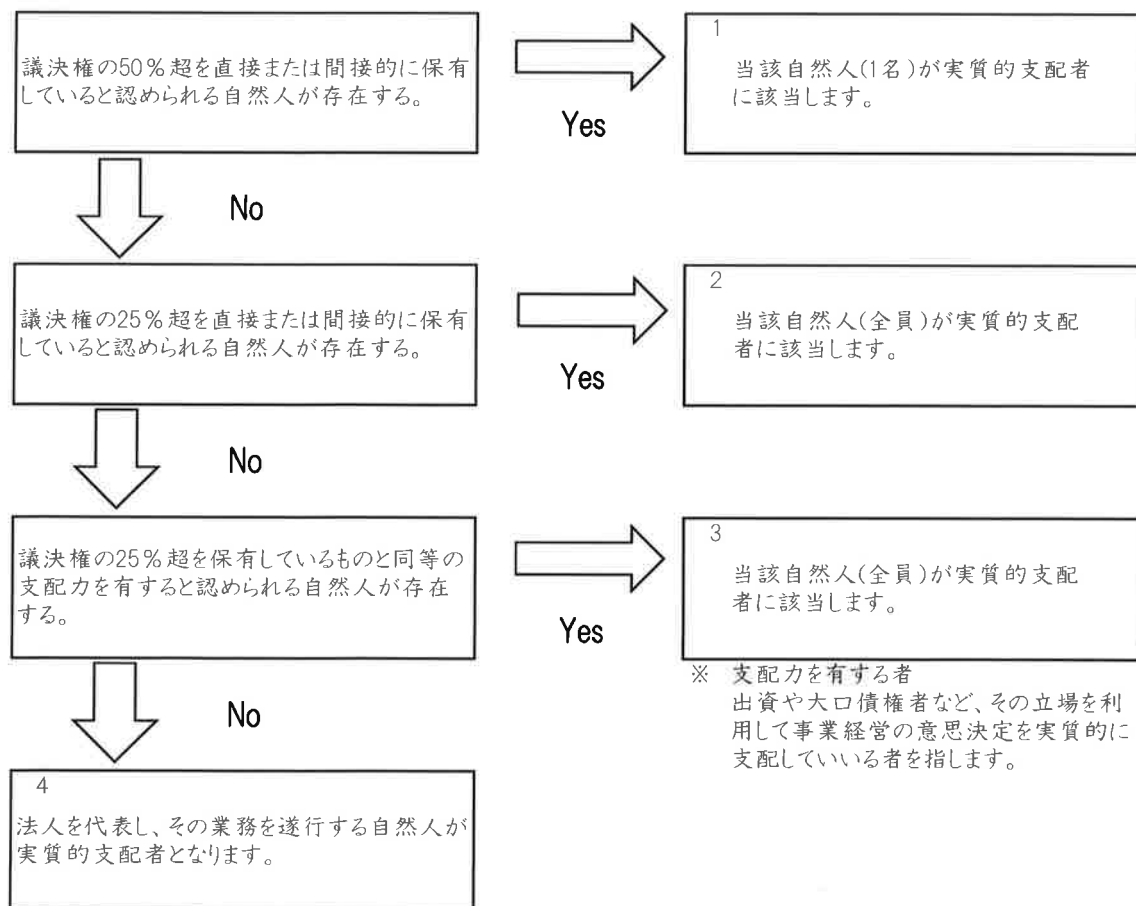 議決権の50%超を直接または間接的に保有
していると認められる自然人が存在する。
Yes
1
当該自然人(1名)が実質的支配者
に該当します。
No
議決権の25%超を直接または間接的に保有
していると認められる自然人が存在する。
Yes
2
当該自然人(全員)が実質的支配
者に該当します。
No
議決権の25%超を保有しているものと同等の
支配力を有すると認められる自然人が存在
する。
Yes
3
当該自然人(全員)が実質的支配
者に該当します。
※ 支配力を有する者
出資や大口債権者など、その立場を利
用して事業経営の意思決定を実質的に
支配していいる者を指します。
No
4
法人を代表し、その業務を遂行する自然人が
実質的支配者となります。